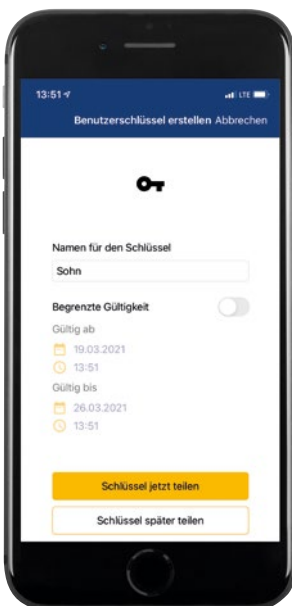 13:51 LTE
Benutzerschlüssel erstellen Abbrechen
Namen für den Schlüssel
Sohn
Begrenzte Gültigkeit
Gültig ab
19.03.2021
13:51
Gültig bis
26.03.2021
13:51
Schlüssel jetzt teilen
Schlüssel später teilen